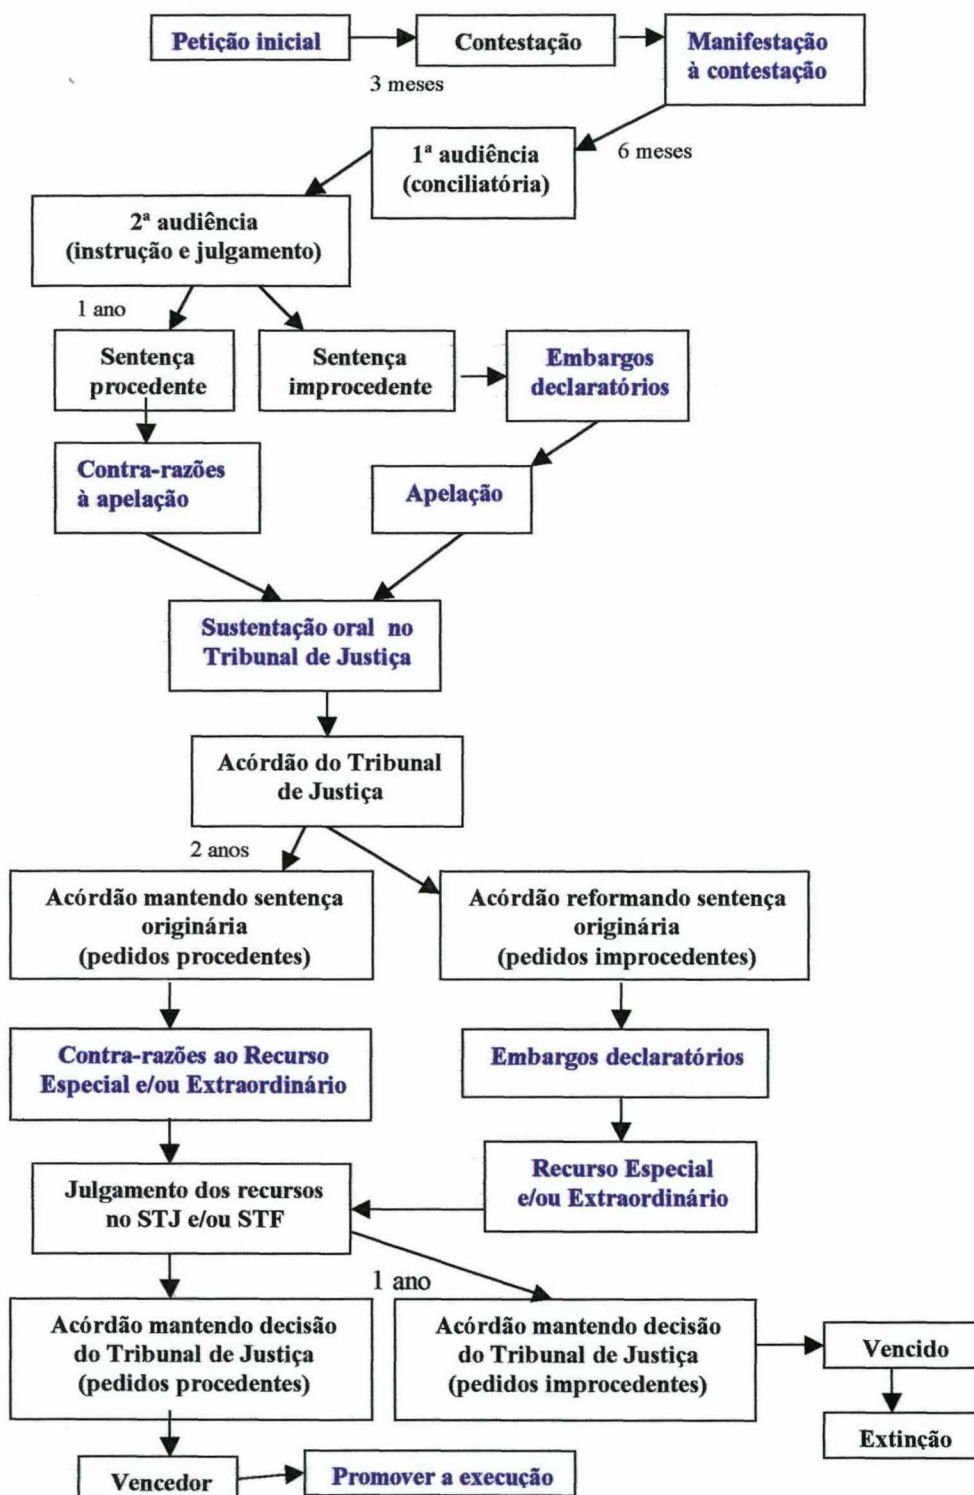 Petição inicial
Contestação
Manifestação
à contestação
3 meses
6 meses
1ª audiência
(conciliatória)
2ª audiência
(instrução e julgamento)
1 ano
Sentença
procedente
Sentença
improcedente
Embargos
declaratórios
Contra-razões
à apelação
Apelação
Sustentação oral no
Tribunal de Justiça
Acórdão do Tribunal
de Justiça
2 anos
Acórdão mantendo sentença
originária
(pedidos procedentes)
Acórdão reformando sentença
originária
(pedidos improcedentes)
Contra-razões ao Recurso
Especial e/ou Extraordinário
Embargos declaratórios
Recurso Especial
e/ou Extraordinário
Julgamento dos recursos
no STJ e/ou STF
1 ano
Acórdão mantendo decisão
do Tribunal de Justiça
(pedidos procedentes)
Acórdão mantendo decisão
do Tribunal de Justiça
(pedidos improcedentes)
Vencido
Extinção
Vencedor
Promover a execução